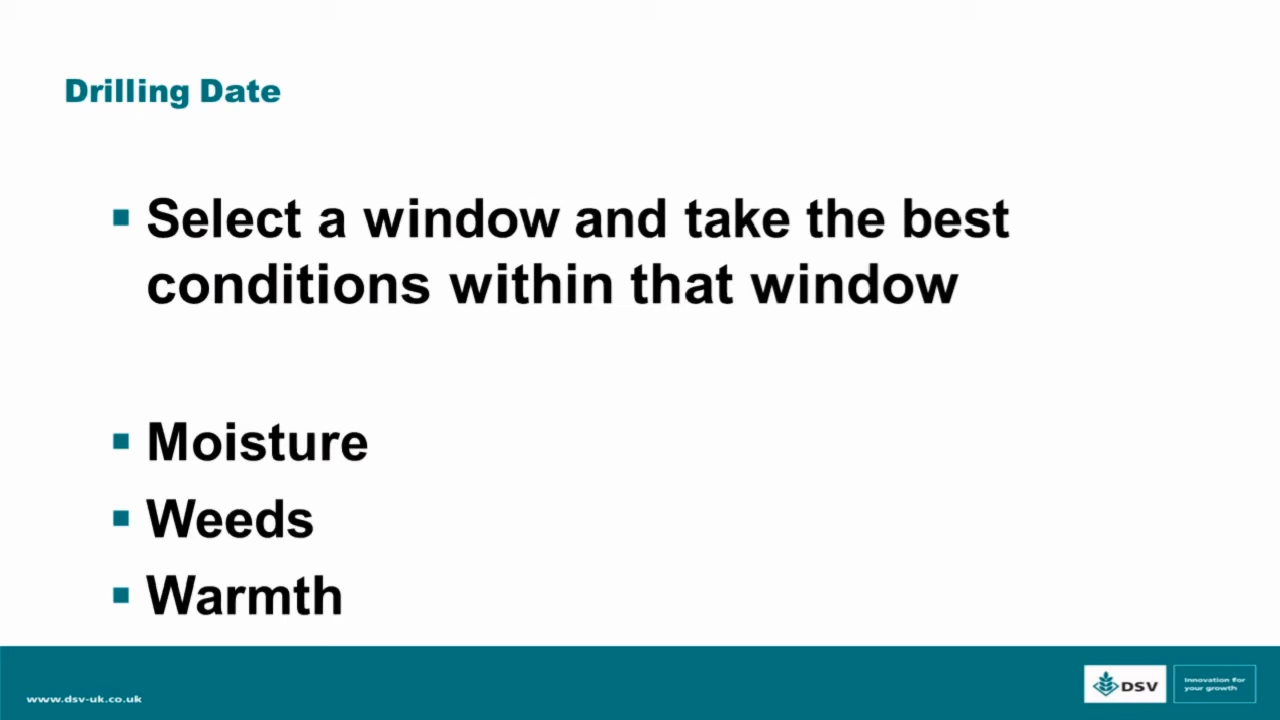 Drilling Date
Select a window and take the best
conditions within that window
Moisture
Weeds
Warmth
www.dsv-uk.co.uk
DSV
Innovation for
your growth